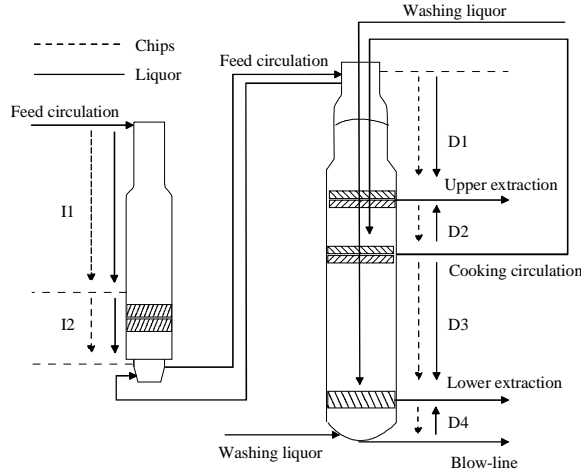 Washing liquor
Chips
Liquor
Feed circulation
Feed circulation
D1
I1
Upper extraction
D2
Cooking circulation
I2
D3
Lower extraction
D4
Washing liquor
Blow-line